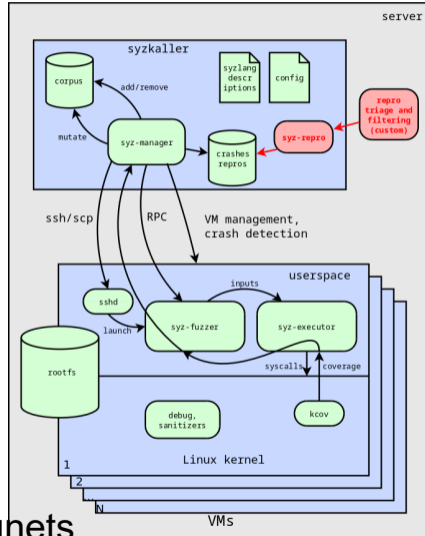 server
syzkaller
corpus
syzlang
descr
iptions
config
add/remove
mutate
syz-manager
crashes
repros
syz-repro
repro
triage and
filtering
(custom)
ssh/scp
RPC
VM management,
crash detection
userspace
sshd
launch
inputs
syz-fuzzer
syz-executor
rootfs
syscalls
coverage
debug,
sanitizers
kcov
Linux kernel
1
2
...
N
VMs